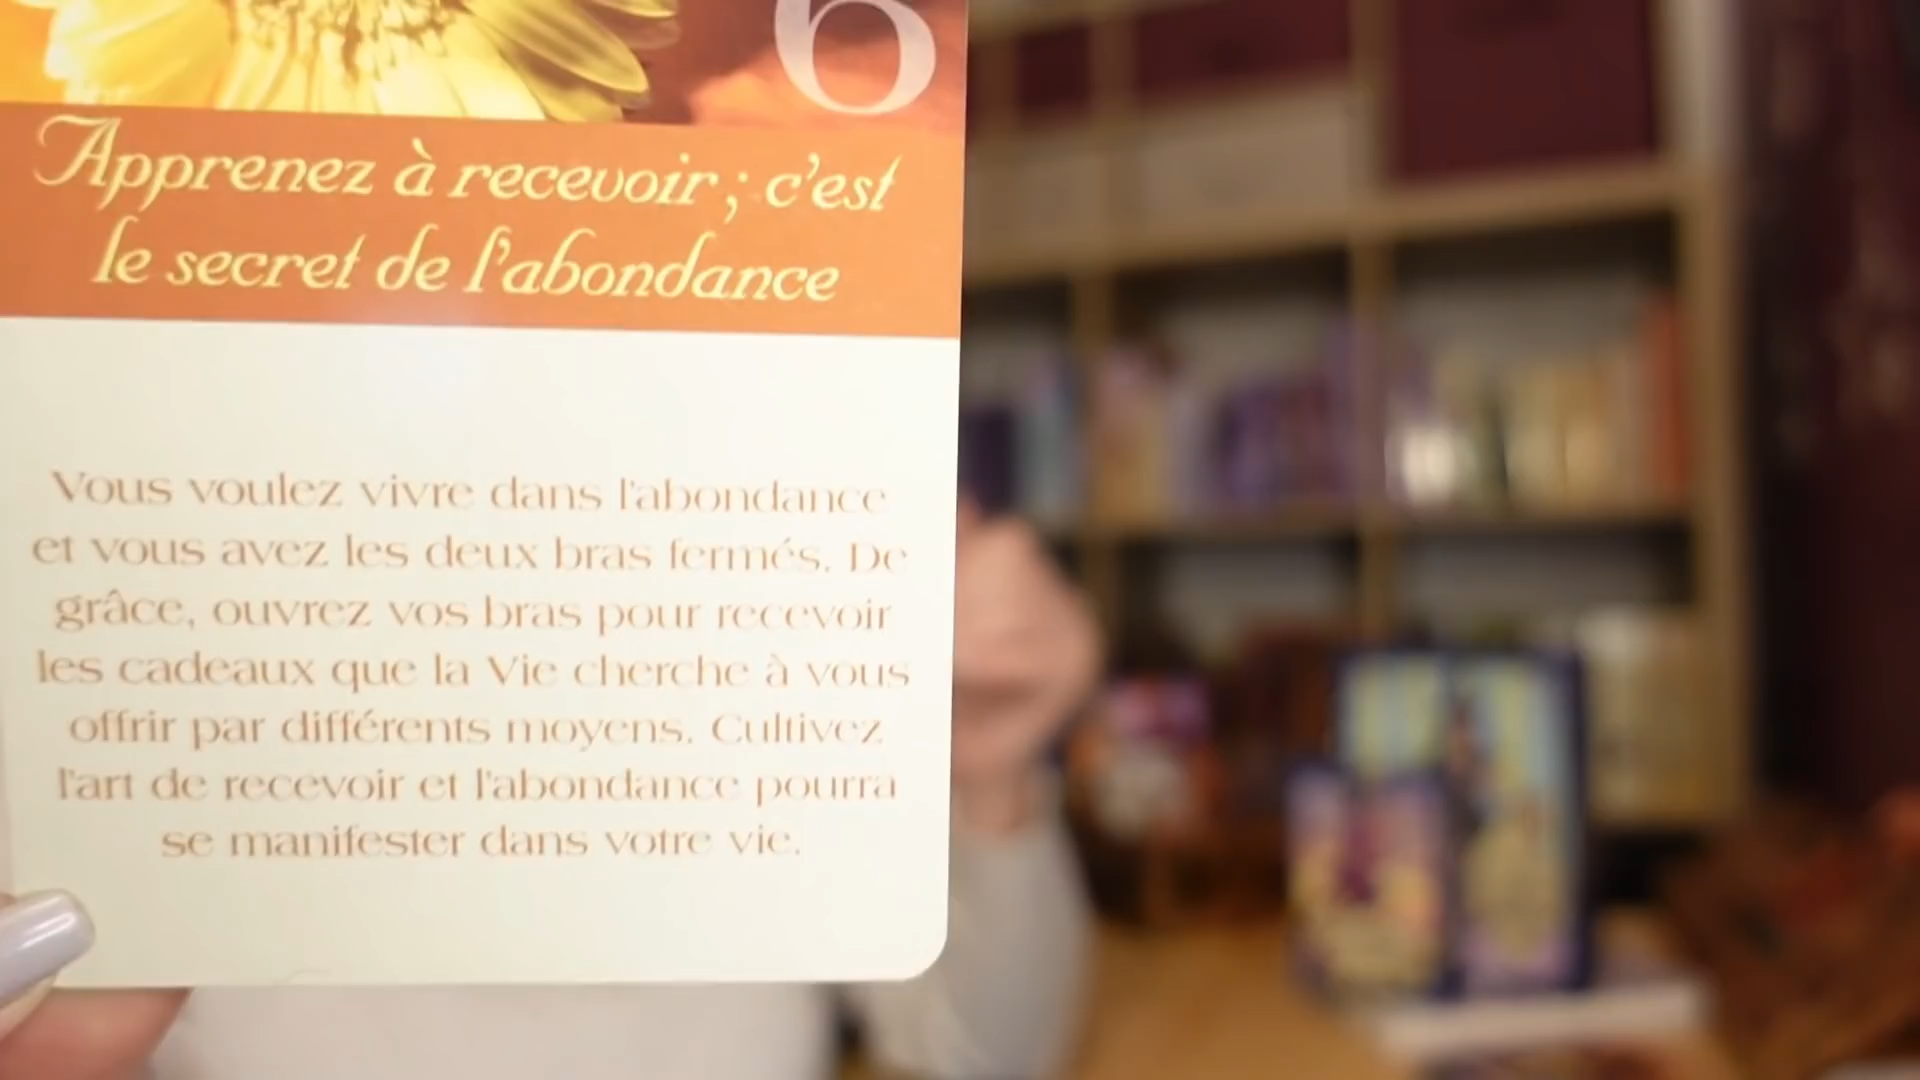 6
Apprenez à recevoir ; c'est
le secret de l'abondance
Vous voulez vivre dans l'abondance
et vous avez les deux bras fermés. De
grâce, ouvrez vos bras pour recevoir
les cadeaux que la Vie cherche à vous
offrir par différents moyens. Cultivez
l'art de recevoir et l'abondance pourra
se manifester dans votre vie.